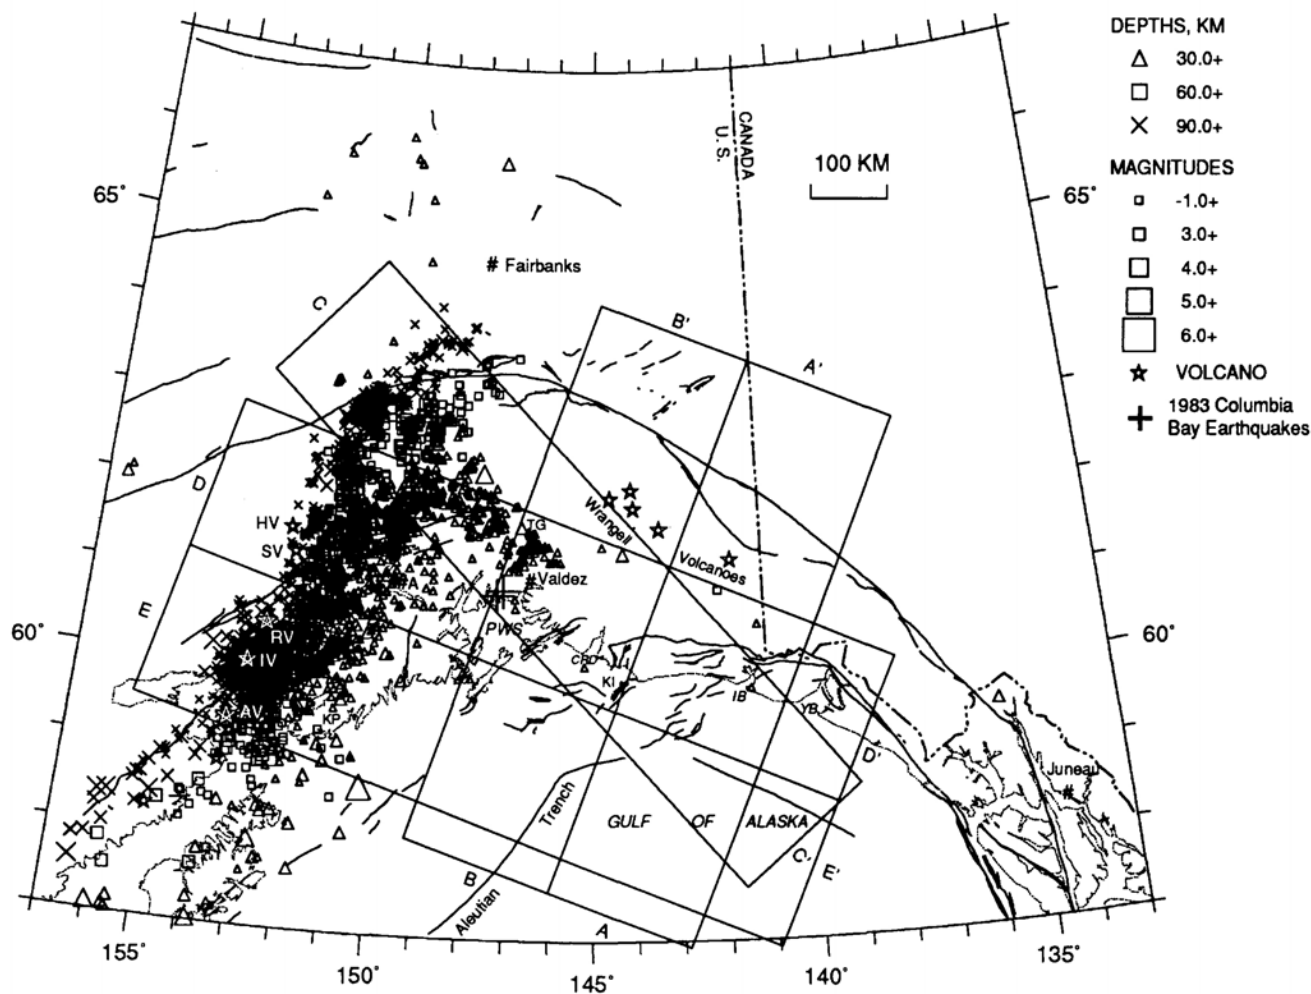 DEPTHS, KM
30.0+
60.0+
90.0+
MAGNITUDES
-1.0+
3.0+
4.0+
5.0+
6.0+
VOLCANO
1983 Columbia
Bay Earthquakes
CANADA
U. S.
100 KM
65°
65°
# Fairbanks
C
B'
A'
D
HV
SV
Wrangell
Volcanoes
TG
#Valdez
#A
E
PWS
60°
60°
RV
IV
AV
KP
CRD
KI
IB
YB
D'
Juneau
#
Trench
GULF OF ALASKA
C'
E'
B
Aleutian
A
155°
150°
145°
140°
135°